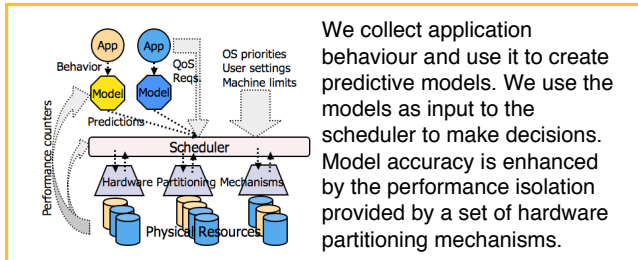 App
App
Behavior
QoS
Reqs.
OS priorities
User settings
Machine limits
Model
Model
Predictions
Performance counters
Scheduler
Hardware Partitioning Mechanisms
Physical Resources
We collect application
behaviour and use it to create
predictive models. We use the
models as input to the
scheduler to make decisions.
Model accuracy is enhanced
by the performance isolation
provided by a set of hardware
partitioning mechanisms.